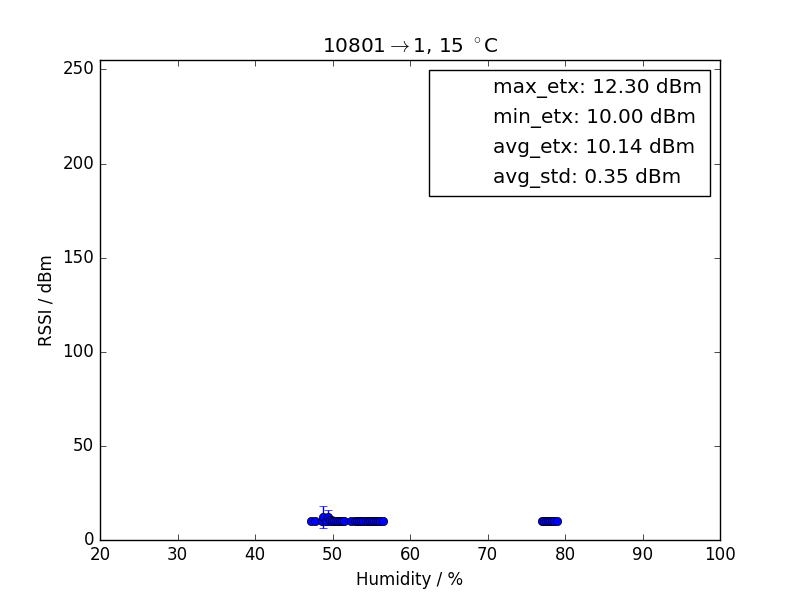 10801→1, 15 °C
max_etx: 12.30 dBm
min_etx: 10.00 dBm
avg_etx: 10.14 dBm
avg_std: 0.35 dBm
RSSI / dBm
250
200
150
100
50
0
20 30 40 50 60 70 80 90 100
Humidity / %